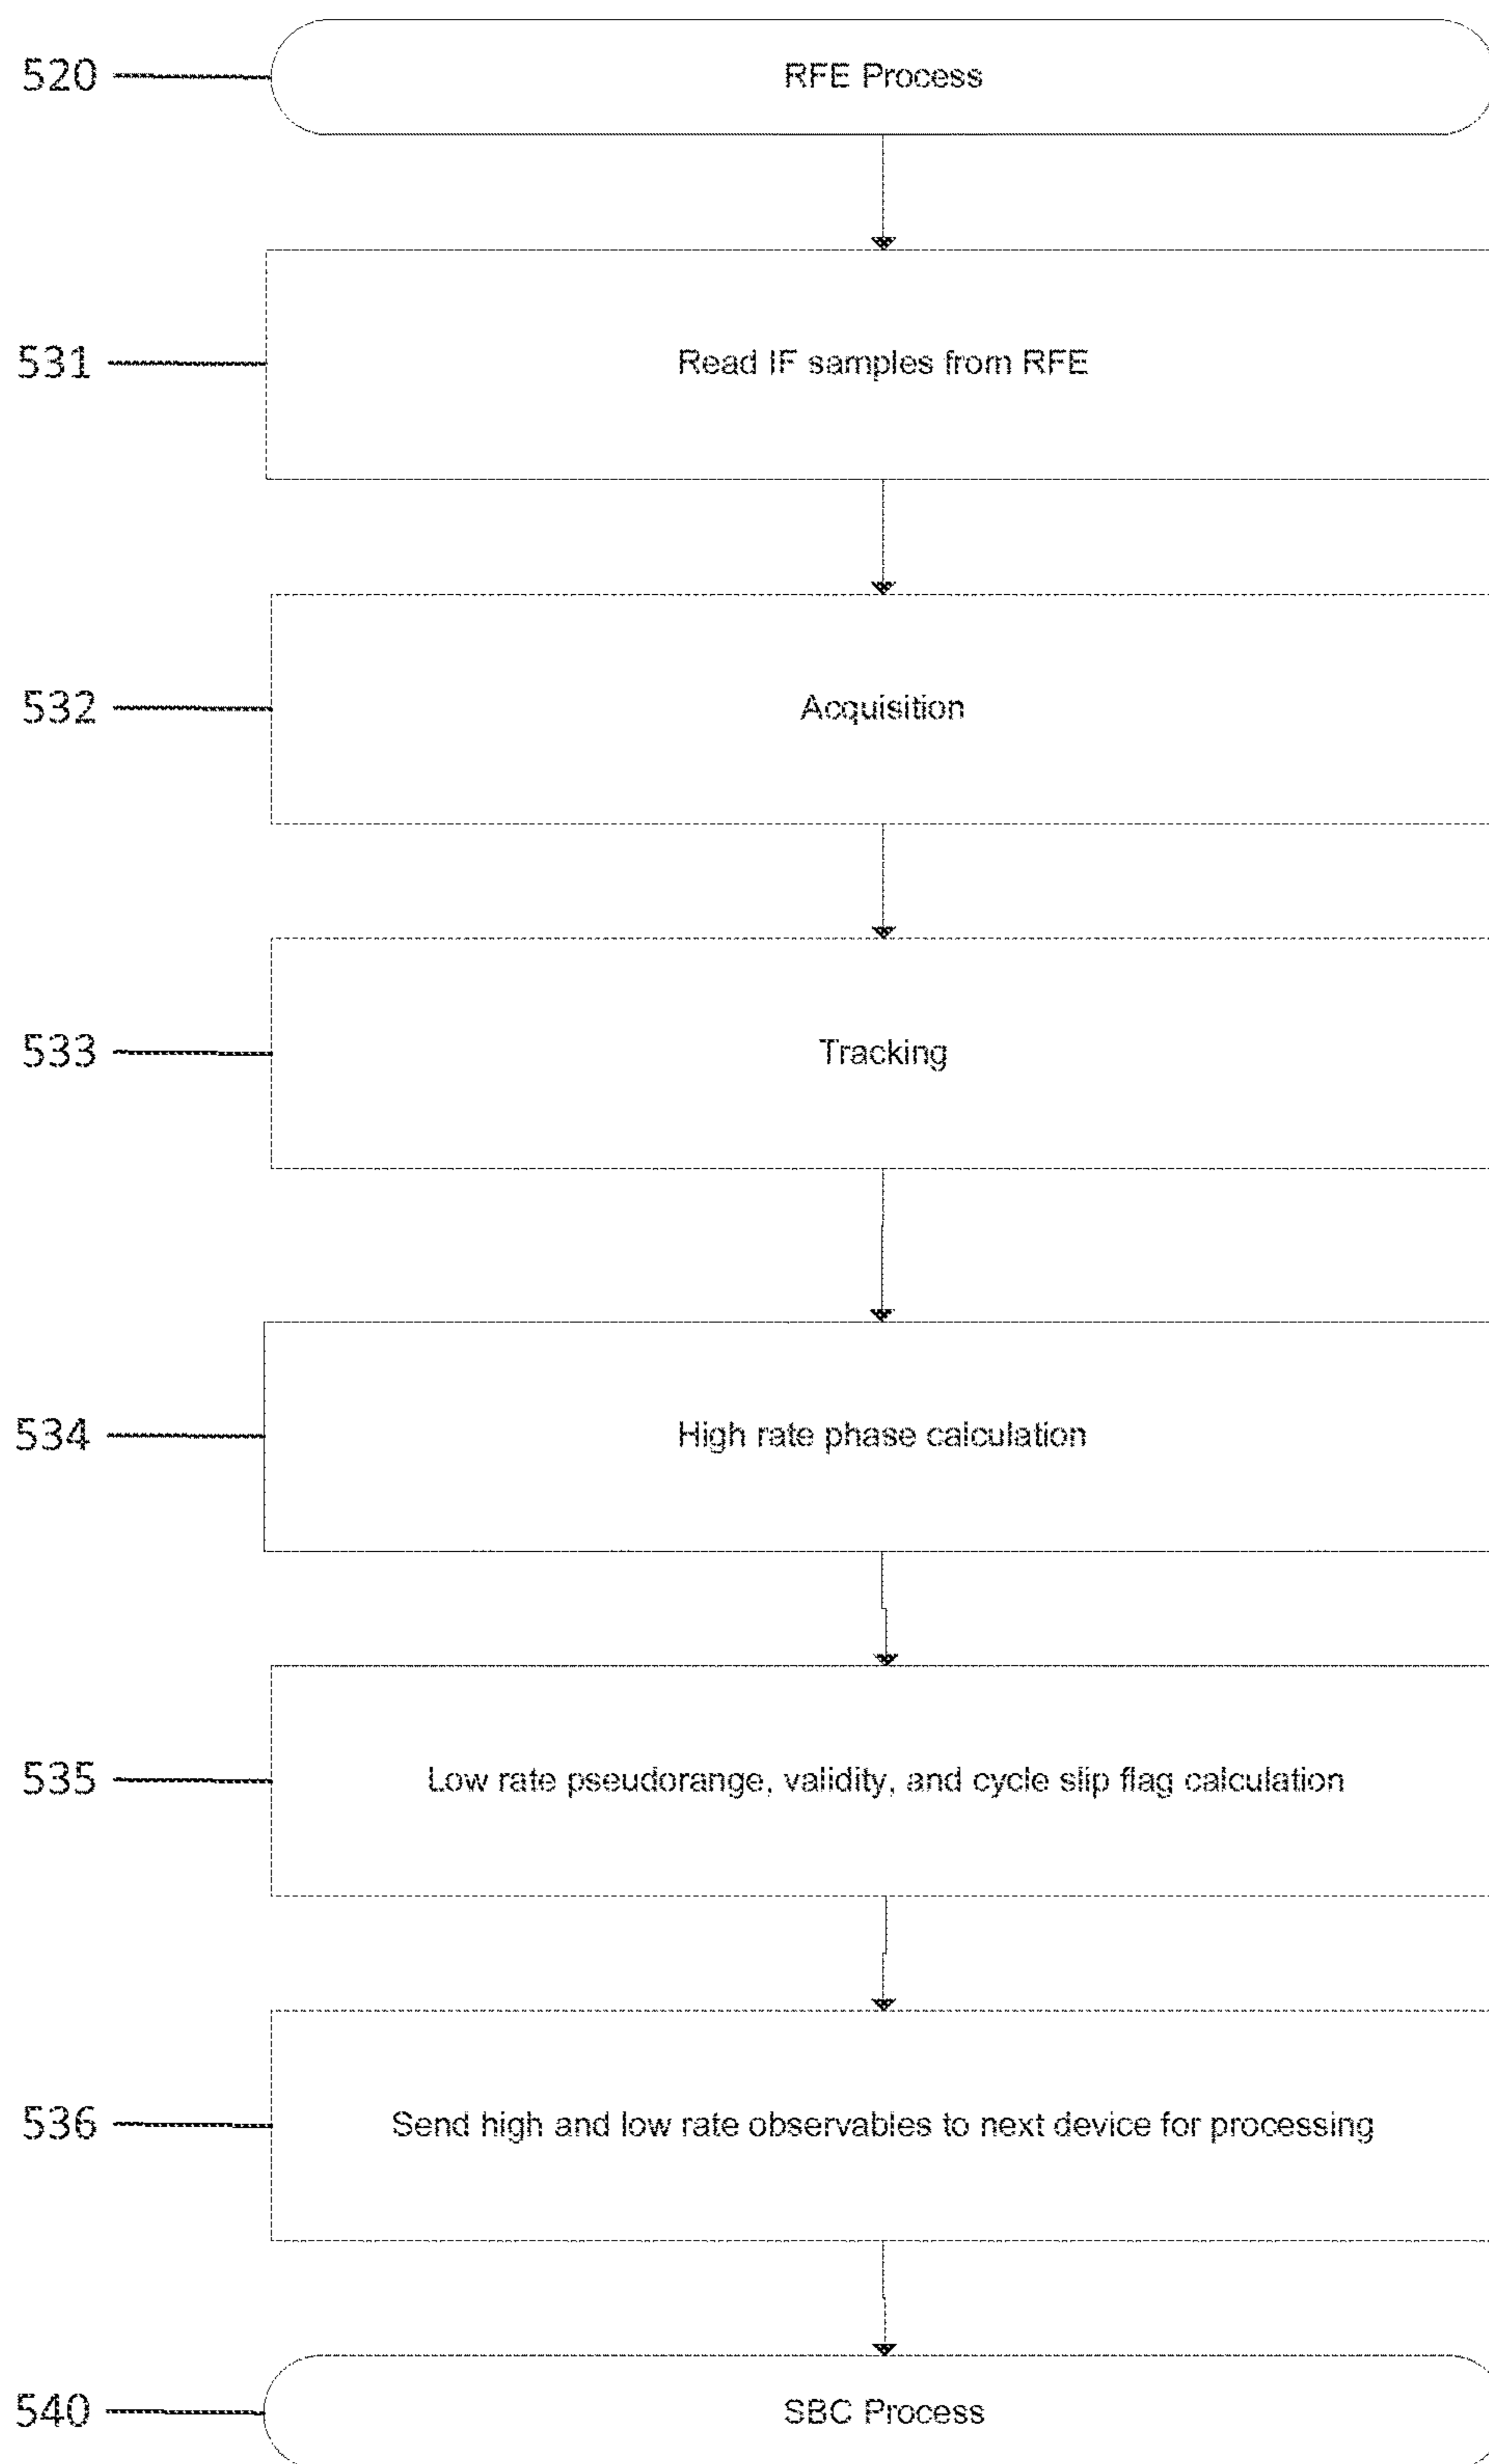 520 RFE Process
531 Read IF samples from RFE
532 Acquisition
533 Tracking
534 High rate phase calculation
535 Low rate pseudorange, validity, and cycle slip flag calculation
536 Send high and low rate observables to next device for processing
540 SBC Process